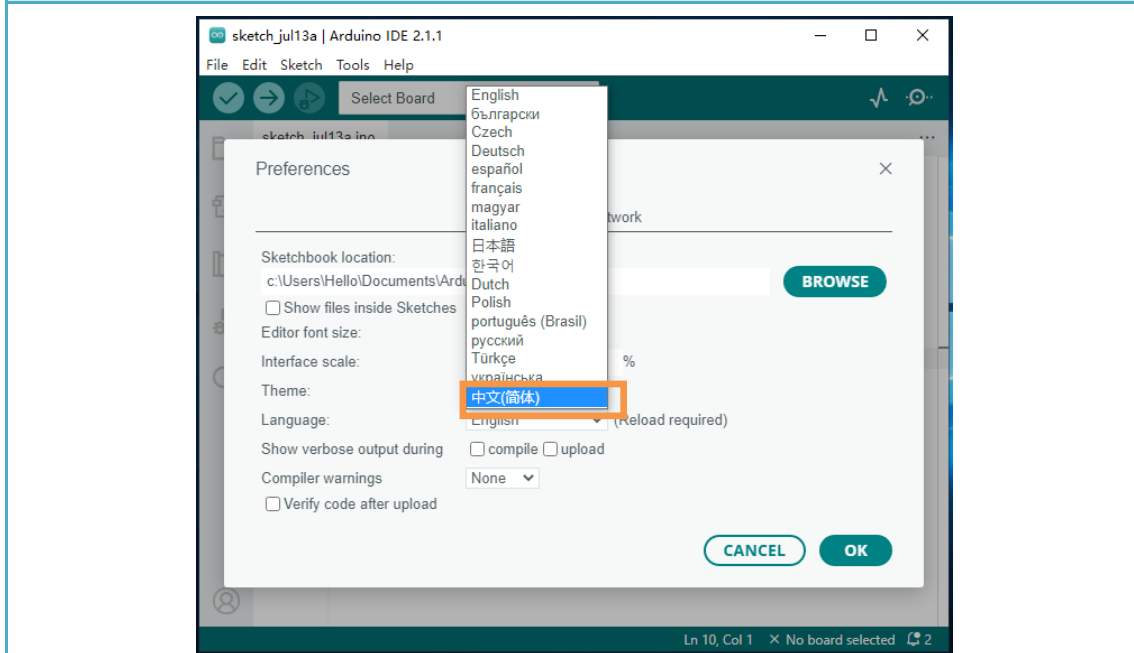 sketch_jul13a | Arduino IDE 2.1.1
File Edit Sketch Tools Help
Select Board
sketch_jul13a.ino
...
Preferences
English
български
Czech
Deutsch
español
français
magyar
italiano
日本語
한국어
Dutch
Polish
português (Brasil)
русский
Türkçe
українська
中文(简体)
Sketchbook location:
c:\Users\Hello\Documents\Ardu
BROWSE
Show files inside Sketches
Editor font size:
Interface scale:
%
Theme:
Language: English (Reload required)
Show verbose output during compile upload
Compiler warnings None
Verify code after upload
CANCEL OK
Ln 10, Col 1 × No board selected 2